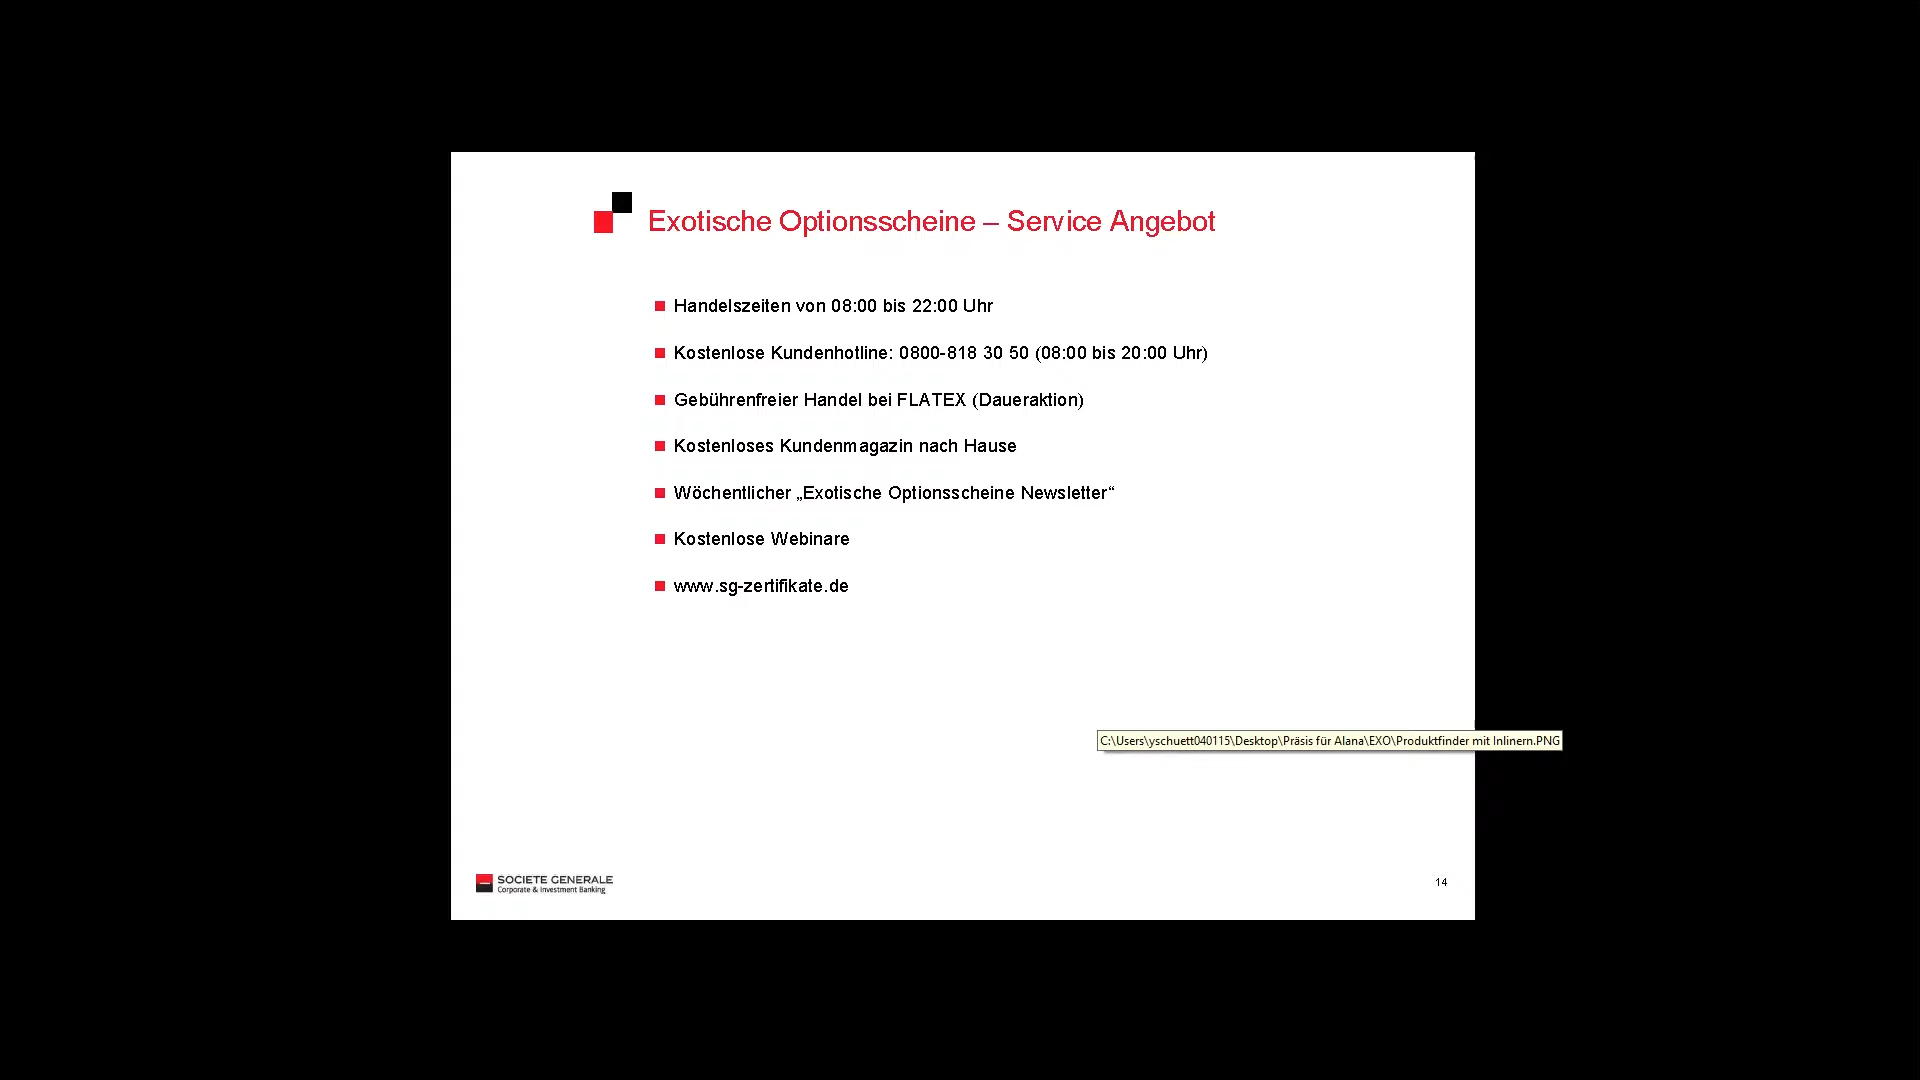 Exotische Optionsscheine – Service Angebot
Handelszeiten von 08:00 bis 22:00 Uhr
Kostenlose Kundenhotline: 0800-818 30 50 (08:00 bis 20:00 Uhr)
Gebührenfreier Handel bei FLATEX (Daueraktion)
Kostenloses Kundenmagazin nach Hause
Wöchentlicher „Exotische Optionsscheine Newsletter“
Kostenlose Webinare
www.sg-zertifikate.de
C:\Users\yschuett040115\Desktop\Präsis für Alana\EXO\Produktfinder mit Inlinern.PNG
SOCIETE GENERALE
Corporate & Investment Banking
14